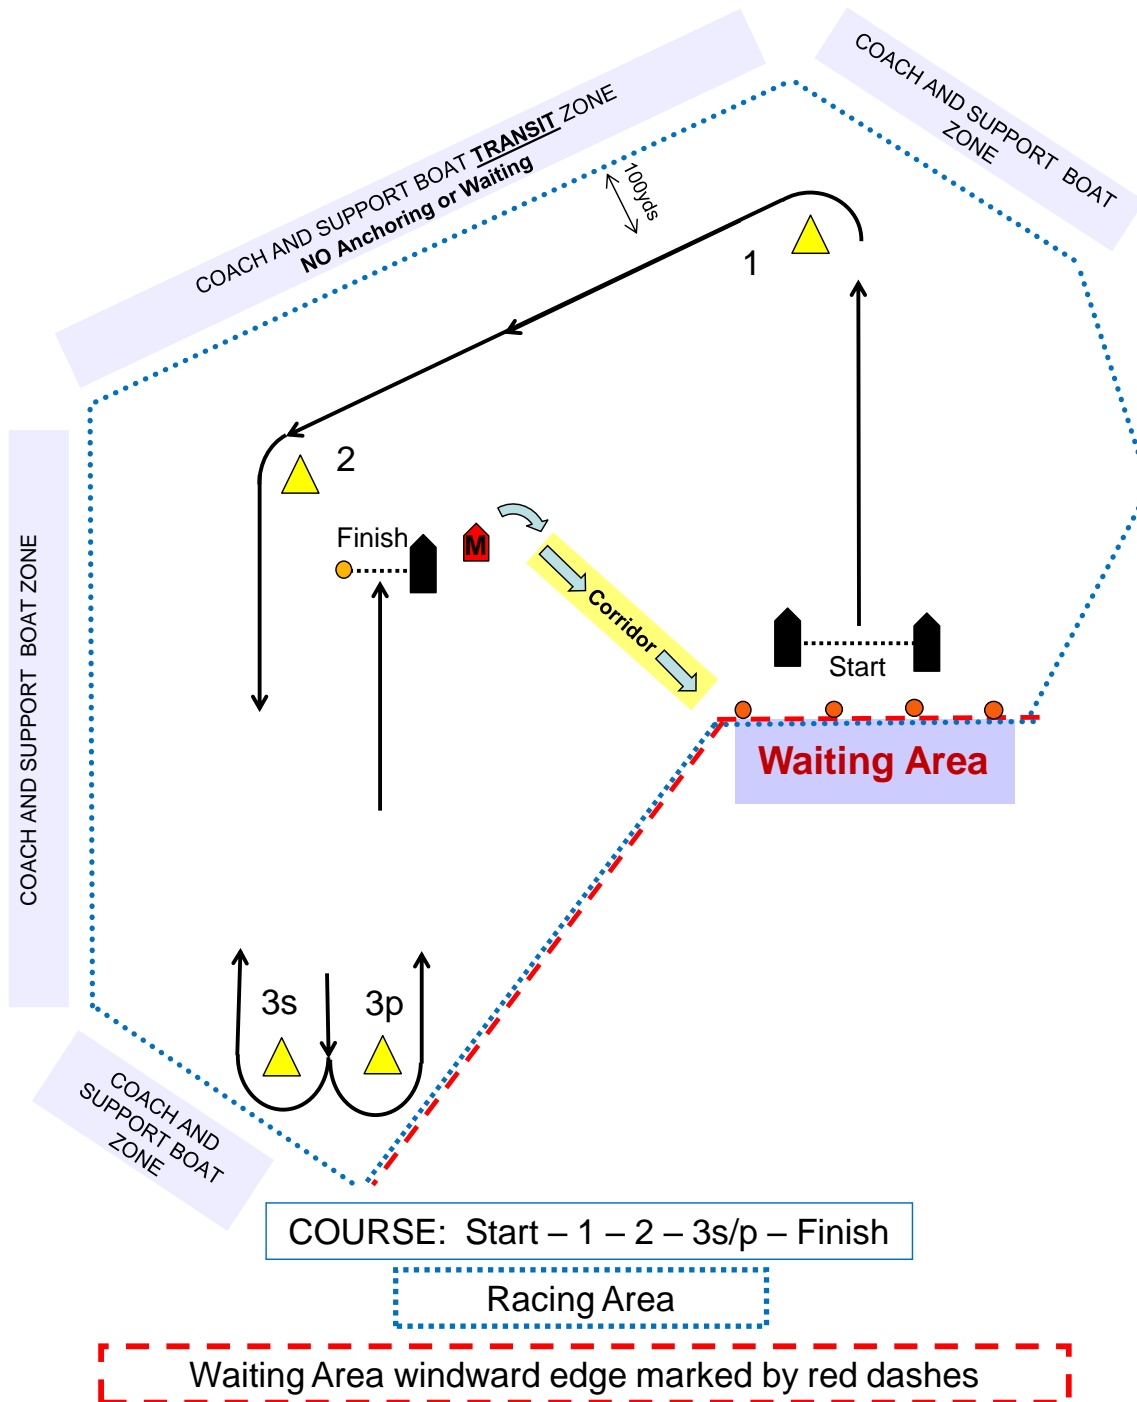 COACH AND SUPPORT BOAT
ZONE
COACH AND SUPPORT BOAT TRANSIT ZONE
NO Anchoring or Waiting
100yds
1
2
Finish
M
Corridor
Start
Waiting Area
COACH AND SUPPORT BOAT ZONE
3s
3p
COACH AND
SUPPORT BOAT
ZONE
COURSE: Start – 1 – 2 – 3s/p – Finish
Racing Area
Waiting Area windward edge marked by red dashes